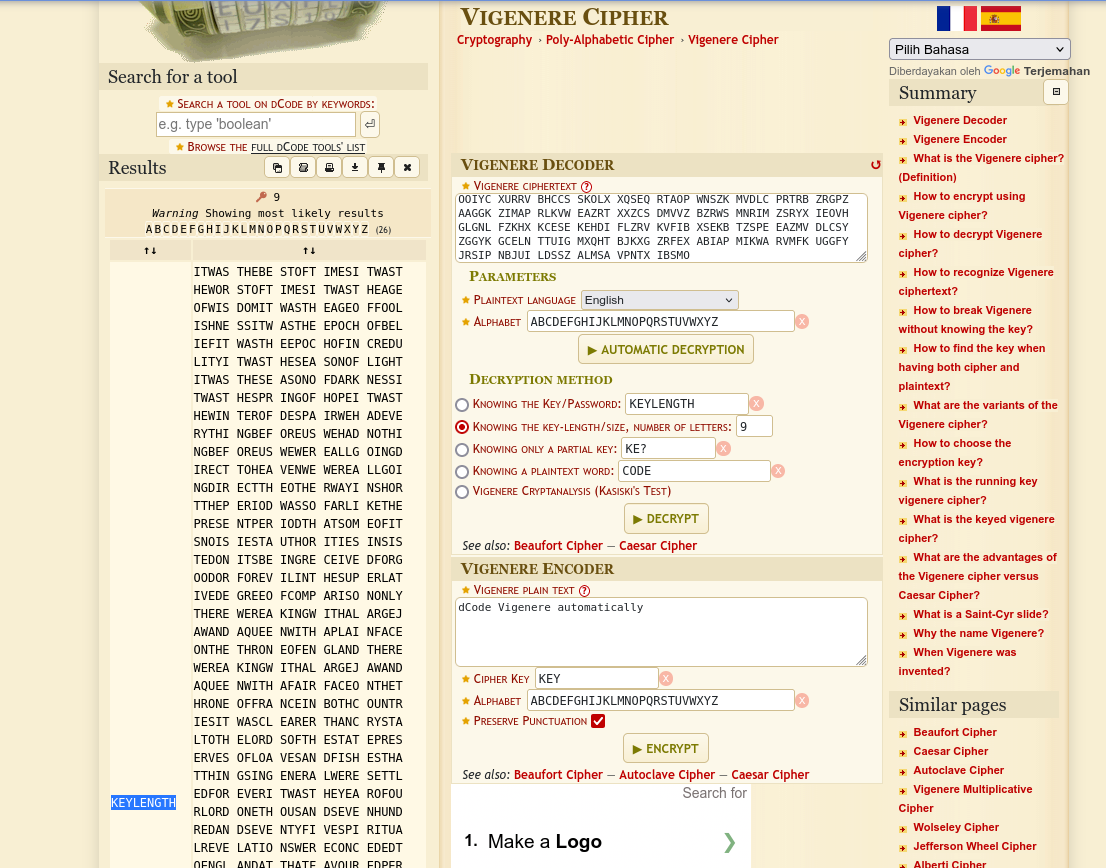 Search for a tool
★ Search a tool on dCode by keywords:
e.g. type 'boolean'
★ Browse the full dCode tools' list
Results
9
Warning Showing most likely results
ABCDEFGHIJKLMNOPQRSTUVWXYZ (26)
↑↓ ↑↓
ITWAS THEBE STOFT IMESI TWAST
HEWOR STOFT IMESI TWAST HEAGE
OFWIS DOMIT WASTH EAGEO FFOOL
ISHNE SSITW ASTHE EPOCH OFBEL
IEFIT WASTH EEPOC HOFIN CREDU
LITYI TWAST HESEA SONOF LIGHT
ITWAS THESE ASONO FDARK NESSI
TWAST HESPR INGOF HOPEI TWAST
HEWIN TEROF DESPA IRWEH ADEVE
RYTHI NGBEF OREUS WEHAD NOTHI
NGBEF OREUS WEWER EALLG OINGD
IRECT TOHEA VENWE WEREA LLGOI
NGDIR ECTTH EOTHE RWAYI NSHOR
TTHEP ERIOD WASSO FARLI KETHE
PRESE NTPER IODTH ATSOM EOFIT
SNOIS IESTA UTHOR ITIES INSIS
TEDON ITSBE INGRE CEIVE DFORG
OODOR FOREV ILINT HESUP ERLAT
IVEDE GREEO FCOMP ARISO NONLY
THERE WEREA KINGW ITHAL ARGEJ
AWAND AQUEE NWITH APLAI NFACE
ONTHE THRON EOFEN GLAND THERE
WEREA KINGW ITHAL ARGEJ AWAND
AQUEE NWITH AFAIR FACEO NTHET
HRONE OFFRA NCEIN BOTHC OUNTR
IESIT WASCL EARER THANC RYSTA
LTOTH ELORD SOFTH ESTAT EPRES
ERVES OFLOA VESAN DFISH ESTHA
TTHIN GSING ENERA LWERE SETTL
EDFOR EVERI TWAST HEYEA ROFOU
KEYLENGTH
RLORD ONETH OUSAN DSEVE NHUND
REDAN DSEVE NTYFI VESPI RITUA
LREVE LATIO NSWER ECONC EDEDT
OENGL ANDAT THATF AVOUR EDPER
Vigenere Cipher
Cryptography › Poly-Alphabetic Cipher › Vigenere Cipher
Vigenere Decoder
★ Vigenere ciphertext ?
OOIYC XURRV BHCCS SKOLX XQSEQ RTAOP WNSZK MVDLC PRTRB ZRGPZ
AAGGK ZIMAP RLKVW EAZRT XXZCS DMVVZ BZRWS MNRIM ZSRYX IEOVH
GLGNL FZKHX KCESE KEHDI FLZRV KVFIB XSEKB TZSPE EAZMV DLCSY
ZGGYK GCELN TTUIG MXQHT BJKXG ZRFEX ABIAP MIKWA RVMFK UGGFY
JRSIP NBJUI LDSSZ ALMSA VPNTX IBSMO
Parameters
★ Plaintext language English
★ Alphabet ABCDEFGHIJKLMNOPQRSTUVWXYZ X
▶ AUTOMATIC DECRYPTION
Decryption method
Knowing the Key/Password: KEYLENGTH X
Knowing the key-length/size, number of letters: 9
Knowing only a partial key: KE? X
Knowing a plaintext word: CODE X
Vigenere Cryptanalysis (Kasiski's Test)
▶ DECRYPT
See also: Beaufort Cipher — Caesar Cipher
Vigenere Encoder
★ Vigenere plain text ?
dCode Vigenere automatically
★ Cipher Key KEY X
★ Alphabet ABCDEFGHIJKLMNOPQRSTUVWXYZ X
★ Preserve Punctuation
▶ ENCRYPT
See also: Beaufort Cipher — Autoclave Cipher — Caesar Cipher
Search for
1. Make a Logo ❯
Pilih Bahasa
Diberdayakan oleh Google Terjemahan
Summary
Vigenere Decoder
Vigenere Encoder
What is the Vigenere cipher?
(Definition)
How to encrypt using
Vigenere cipher?
How to decrypt Vigenere
cipher?
How to recognize Vigenere
ciphertext?
How to break Vigenere
without knowing the key?
How to find the key when
having both cipher and
plaintext?
What are the variants of the
Vigenere cipher?
How to choose the
encryption key?
What is the running key
vigenere cipher?
What is the keyed vigenere
cipher?
What are the advantages of
the Vigenere cipher versus
Caesar Cipher?
What is a Saint-Cyr slide?
Why the name Vigenere?
When Vigenere was
invented?
Similar pages
Beaufort Cipher
Caesar Cipher
Autoclave Cipher
Vigenere Multiplicative
Cipher
Wolseley Cipher
Jefferson Wheel Cipher
Alberti Cipher